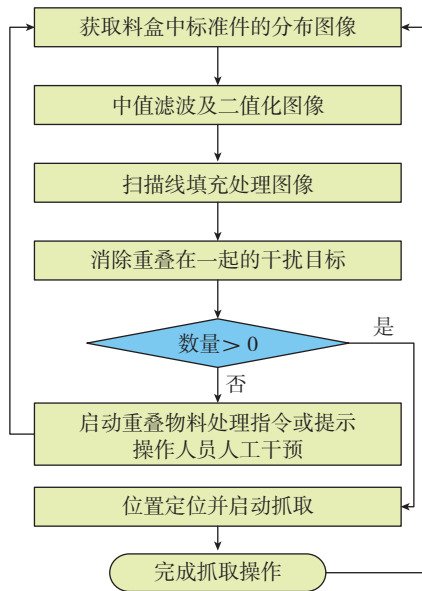 获取料盒中标准件的分布图像
中值滤波及二值化图像
扫描线填充处理图像
消除重叠在一起的干扰目标
数量> 0
是
否
启动重叠物料处理指令或提示
操作人员人工干预
位置定位并启动抓取
完成抓取操作